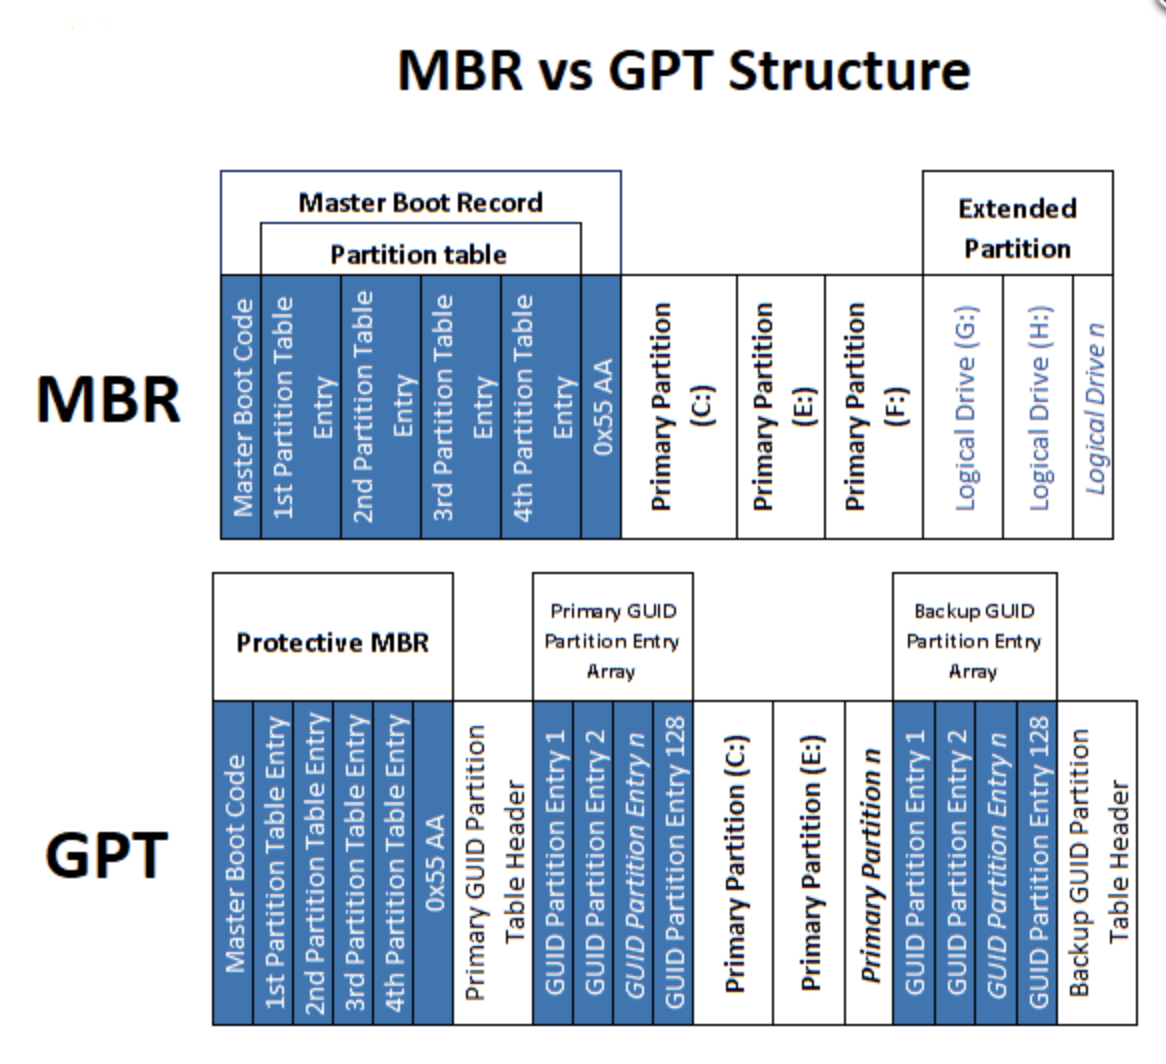 MBR vs GPT Structure
Master Boot Record
Partition table
Extended
Partition
MBR
Master Boot Code
1st Partition Table
Entry
2nd Partition Table
Entry
3rd Partition Table
Entry
4th Partition Table
Entry
0x55 AA
Primary Partition
(C:)
Primary Partition
(E:)
Primary Partition
(F:)
Logical Drive (G:)
Logical Drive (H:)
Logical Drive n
Protective MBR
Primary GUID
Partition Entry
Array
Backup GUID
Partition Entry
Array
GPT
Master Boot Code
1st Partition Table Entry
2nd Partition Table Entry
3rd Partition Table Entry
4th Partition Table Entry
0x55 AA
Primary GUID Partition
Table Header
GUID Partition Entry 1
GUID Partition Entry 2
GUID Partition Entry n
GUID Partition Entry 128
Primary Partition (C:)
Primary Partition (E:)
Primary Partition n
GUID Partition Entry 1
GUID Partition Entry 2
GUID Partition Entry n
GUID Partition Entry 128
Backup GUID Partition
Table Header